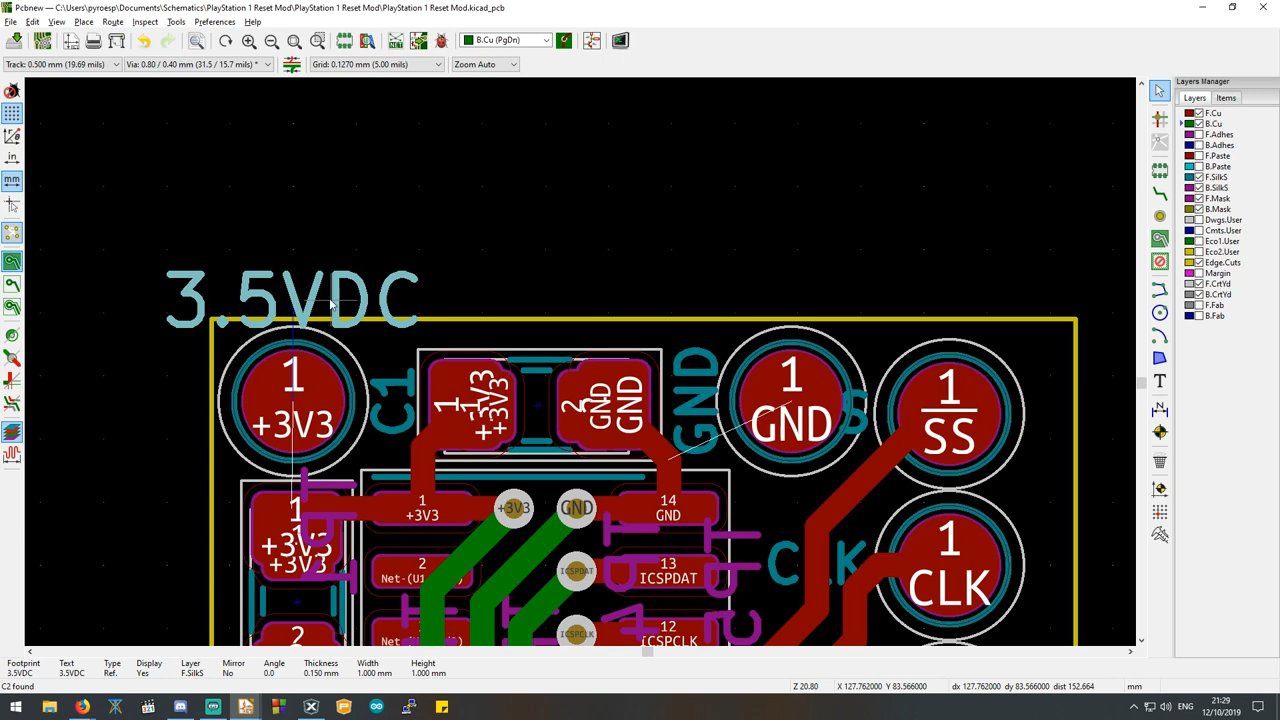 Pcbnew — C:\Users\pyroesp\Documents\Schematics\PlayStation 1 Reset Mod\PlayStation 1 Reset Mod\PlayStation 1 Reset Mod.kicad_pcb
File Edit View Place Route Inspect Tools Preferences Help
B.Cu (PgDn)
Track: 0.500 mm (19.69 mils) Via: 0.80 / 0.40 mm (31.5 / 15.7 mils) * Grid: 0.1270 mm (5.00 mils) Zoom Auto
Layers Manager
Layers Items
F.Cu
B.Cu
F.Adhes
B.Adhes
F.Paste
B.Paste
F.SilkS
B.SilkS
F.Mask
B.Mask
Dwgs.User
Cmts.User
Eco1.User
Eco2.User
Edge.Cuts
Margin
F.CrtYd
B.CrtYd
F.Fab
B.Fab
in
mm
3.5VDC
1
+3V3
C1
1
+3V3
+3V3
2
GND
GND
GND
1
GND
S
1
SS
1
+3V3
+3V3
1
+3V3
+3V3
GND
14
GND
2
ICSPDAT
13
ICSPDAT
CLK
1
CLK
2
ICSPCLK
12
ICSPCLK
Footprint Text Type Display Layer Mirror Angle Thickness Width Height
3.5VDC 3.5VDC Ref. Yes F.SilkS No 0.0 0.150 mm 1.000 mm 1.000 mm
C2 found Z 20.80 X 127.762000 Y 83.566000 dx 127.762000 dy 83.566000 dist 152.664 mm
ENG
21:29
12/10/2019